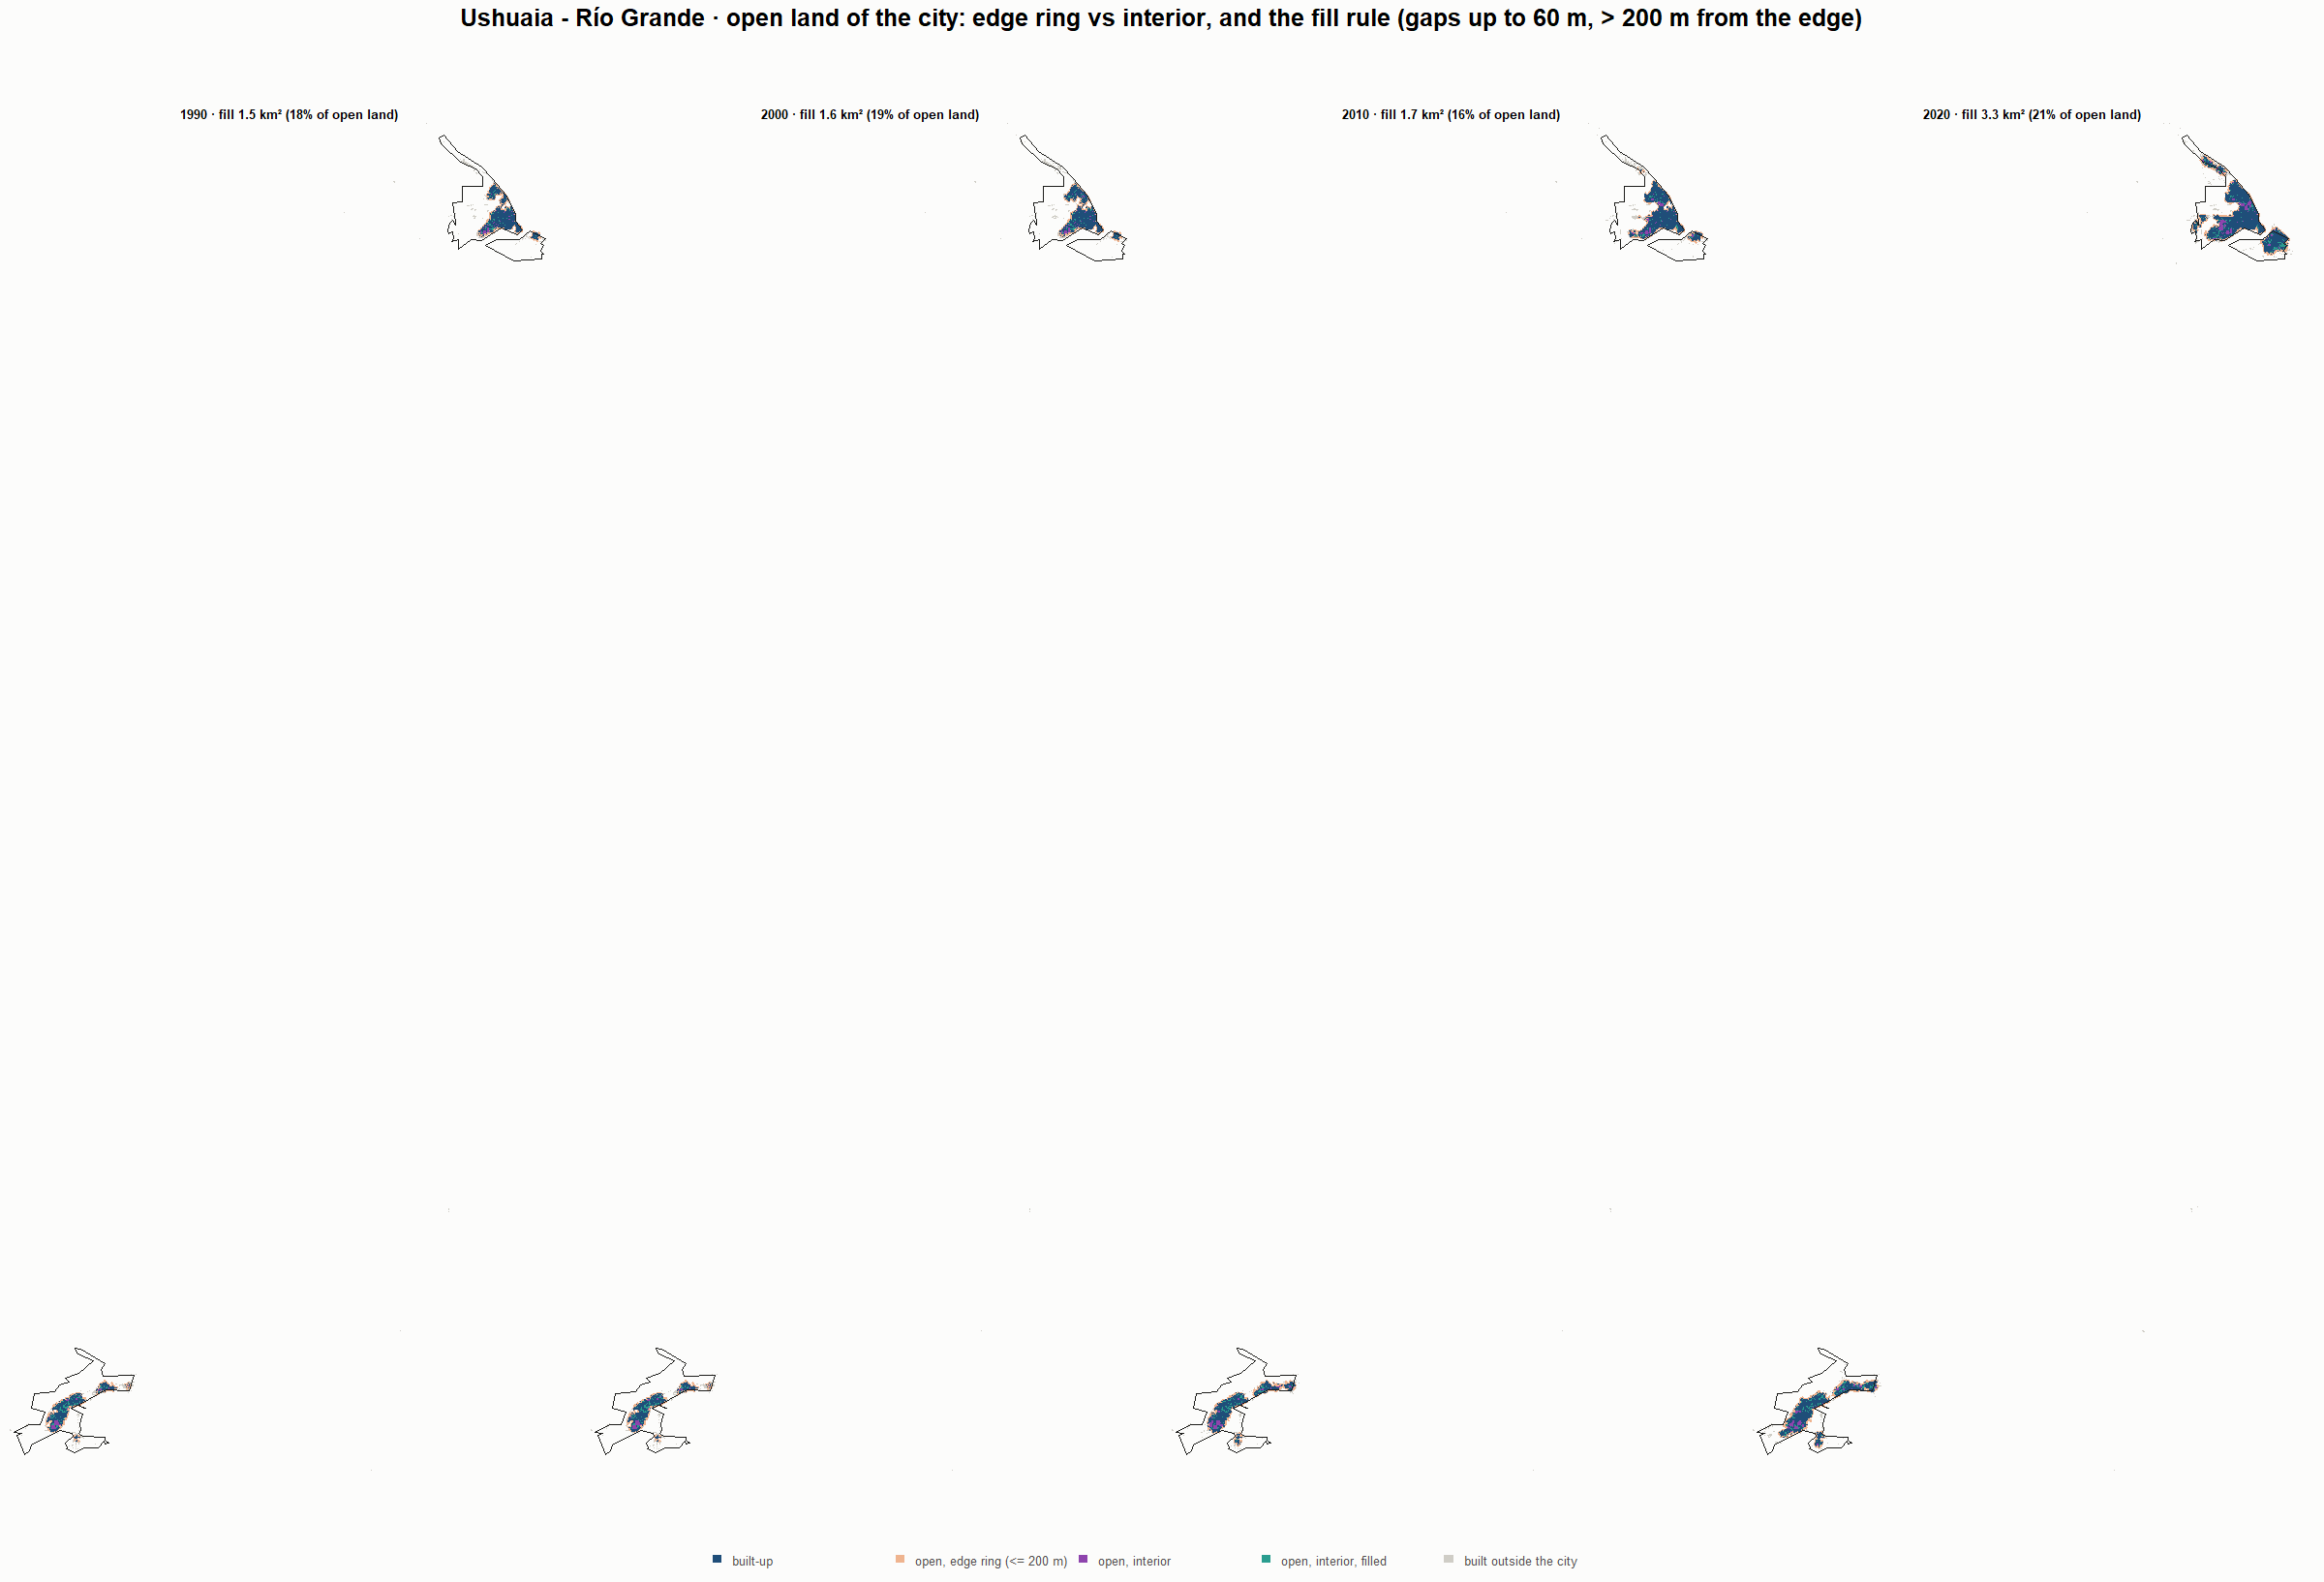 Ushuaia - Río Grande · open land of the city: edge ring vs interior, and the fill rule (gaps up to 60 m, > 200 m from the edge)
1990 · fill 1.5 km² (18% of open land)
2000 · fill 1.6 km² (19% of open land)
2010 · fill 1.7 km² (16% of open land)
2020 · fill 3.3 km² (21% of open land)
built-up
open, edge ring (<= 200 m)
open, interior
open, interior, filled
built outside the city